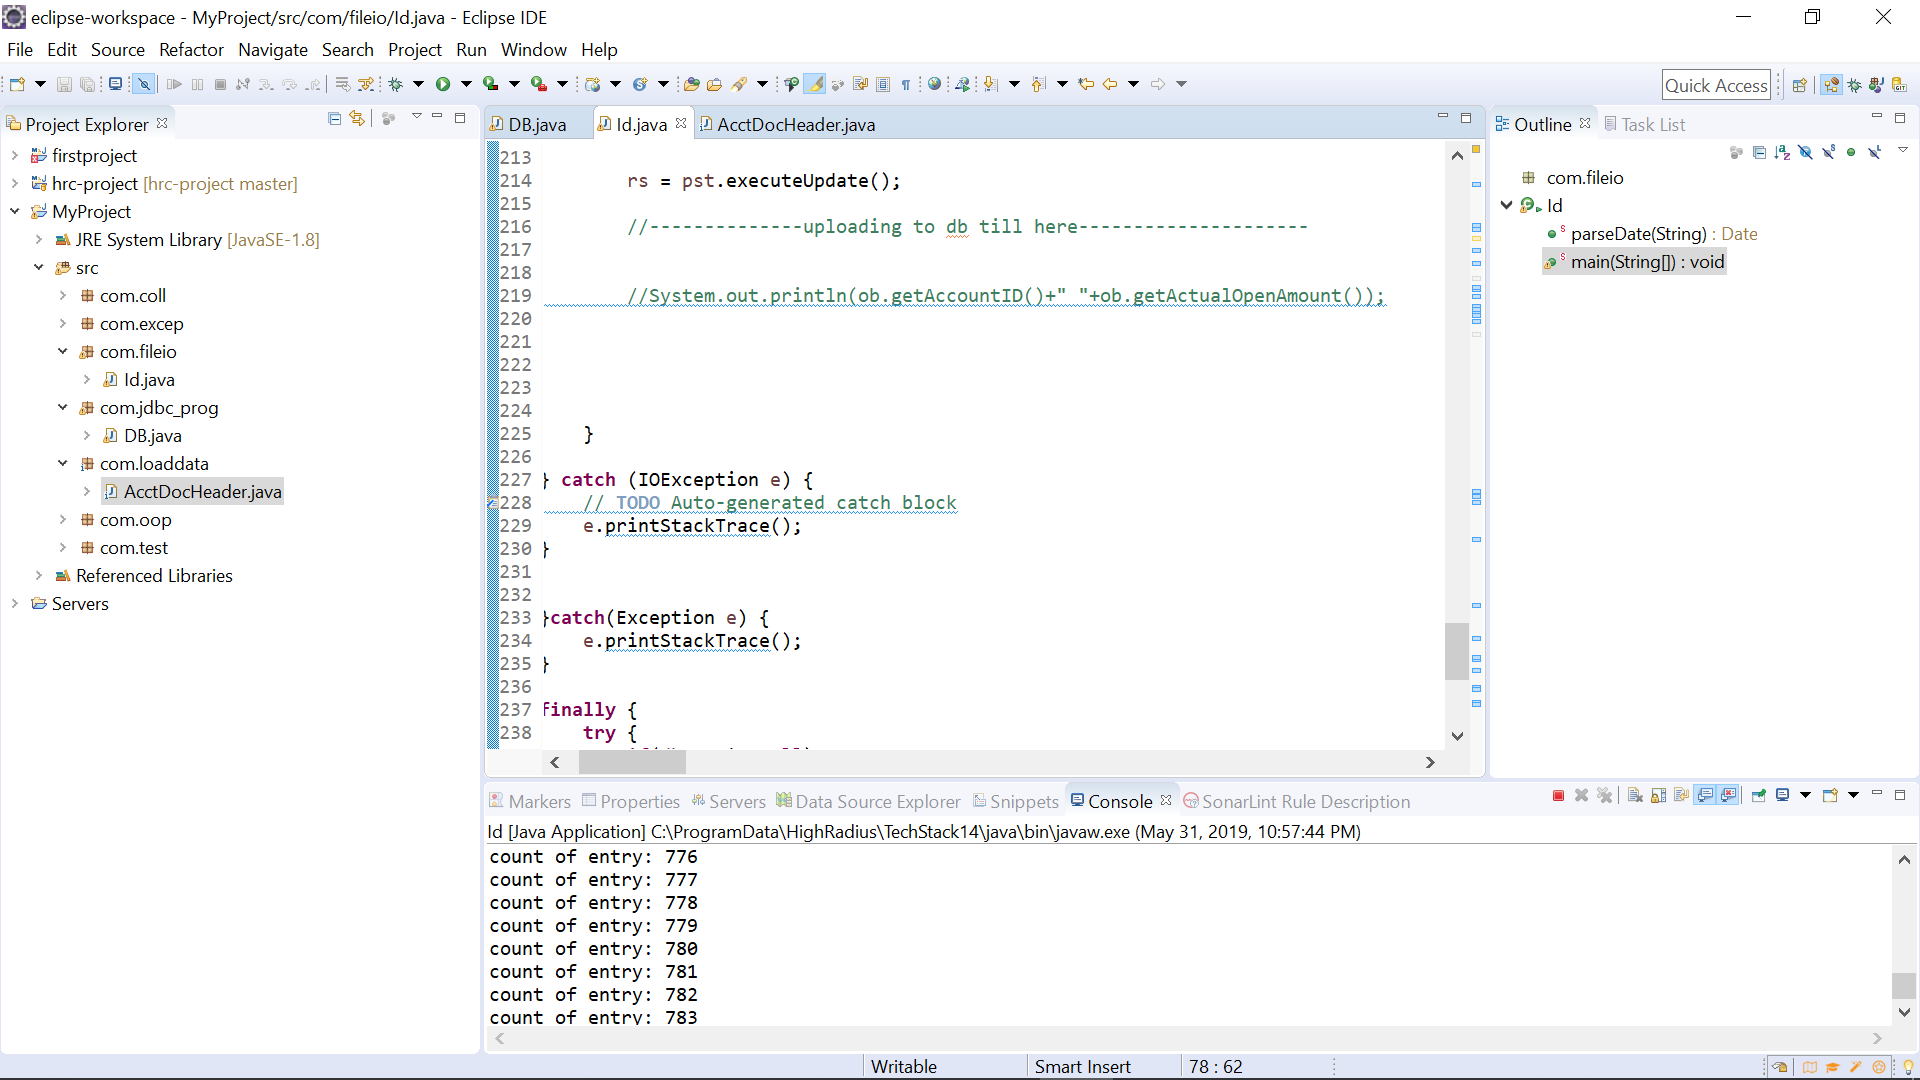 eclipse-workspace - MyProject/src/com/fileio/Id.java - Eclipse IDE
File Edit Source Refactor Navigate Search Project Run Window Help
Quick Access
Project Explorer
firstproject
hrc-project [hrc-project master]
MyProject
JRE System Library [JavaSE-1.8]
src
com.coll
com.excep
com.fileio
Id.java
com.jdbc_prog
DB.java
com.loaddata
AcctDocHeader.java
com.oop
com.test
Referenced Libraries
Servers
DB.java Id.java AcctDocHeader.java
213
214 rs = pst.executeUpdate();
215
216 //--------------uploading to db till here---------------------
217
218
219 //System.out.println(ob.getAccountID()+" "+ob.getActualOpenAmount());
220
221
222
223
224
225 }
226
227 } catch (IOException e) {
228 // TODO Auto-generated catch block
229 e.printStackTrace();
230 }
231
232
233 }catch(Exception e) {
234 e.printStackTrace();
235 }
236
237 finally {
238 try {
Outline Task List
com.fileio
Id
parseDate(String) : Date
main(String[]) : void
Markers Properties Servers Data Source Explorer Snippets Console SonarLint Rule Description
Id [Java Application] C:\ProgramData\HighRadius\TechStack14\java\bin\javaw.exe (May 31, 2019, 10:57:44 PM)
count of entry: 776
count of entry: 777
count of entry: 778
count of entry: 779
count of entry: 780
count of entry: 781
count of entry: 782
count of entry: 783
Writable Smart Insert 78 : 62